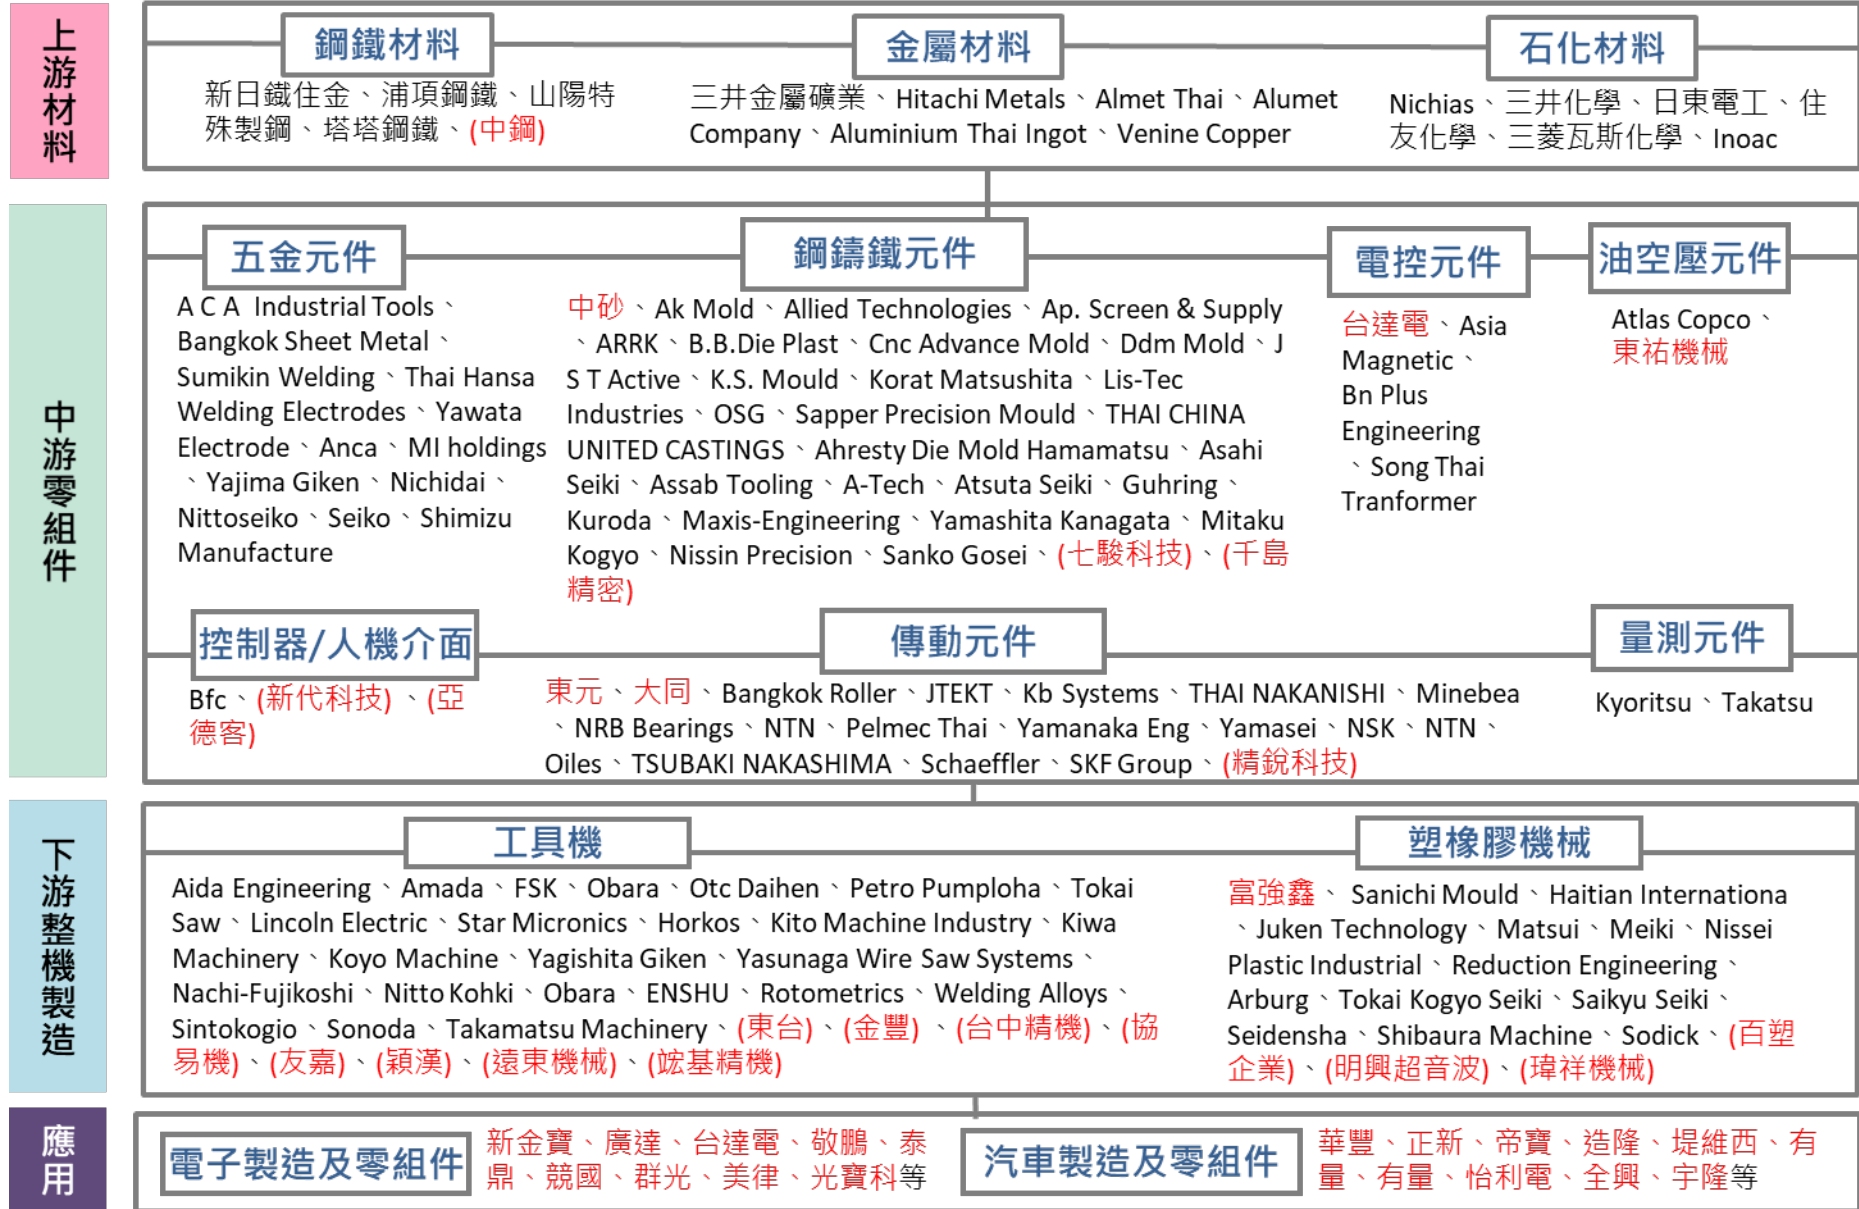 上游材料
鋼鐵材料
新日鐵住金、浦項鋼鐵、山陽特
殊製鋼、塔塔鋼鐵、(中鋼)
金屬材料
三井金屬礦業、Hitachi Metals、Almet Thai、Alumet
Company、Aluminium Thai Ingot、Venine Copper
石化材料
Nichias、三井化學、日東電工、住
友化學、三菱瓦斯化學、Inoac
中游零組件
五金元件
A C A Industrial Tools、
Bangkok Sheet Metal、
Sumikin Welding、Thai Hansa
Welding Electrodes、Yawata
Electrode、Anca、MI holdings
、Yajima Giken、Nichidai、
Nittoseiko、Seiko、Shimizu
Manufacture
鋼鑄鐵元件
中砂、Ak Mold、Allied Technologies、Ap. Screen & Supply
、ARRK、B.B.Die Plast、Cnc Advance Mold、Ddm Mold、J
S T Active、K.S. Mould、Korat Matsushita、Lis-Tec
Industries、OSG、Sapper Precision Mould、THAI CHINA
UNITED CASTINGS、Ahresty Die Mold Hamamatsu、Asahi
Seiki、Assab Tooling、A-Tech、Atsuta Seiki、Guhring、
Kuroda、Maxis-Engineering、Yamashita Kanagata、Mitaku
Kogyo、Nissin Precision、Sanko Gosei、(七駿科技)、(千島
精密)
電控元件
台達電、Asia
Magnetic、
Bn Plus
Engineering
、Song Thai
Tranformer
油空壓元件
Atlas Copco、
東祐機械
控制器/人機介面
Bfc、(新代科技)、(亞
德客)
傳動元件
東元、大同、Bangkok Roller、JTEKT、Kb Systems、THAI NAKANISHI、Minebea
、NRB Bearings、NTN、Pelmec Thai、Yamanaka Eng、Yamasei、NSK、NTN、
Oiles、TSUBAKI NAKASHIMA、Schaeffler、SKF Group、(精銳科技)
量測元件
Kyoritsu、Takatsu
下游整機製造
工具機
Aida Engineering、Amada、FSK、Obara、Otc Daihen、Petro Pumploha、Tokai
Saw、Lincoln Electric、Star Micronics、Horkos、Kito Machine Industry、Kiwa
Machinery、Koyo Machine、Yagishita Giken、Yasunaga Wire Saw Systems、
Nachi-Fujikoshi、Nitto Kohki、Obara、ENSHU、Rotometrics、Welding Alloys、
Sintokogio、Sonoda、Takamatsu Machinery、(東台)、(金豐)、(台中精機)、(協
易機)、(友嘉)、(穎漢)、(遠東機械)、(竤基精機)
塑橡膠機械
富強鑫、Sanichi Mould、Haitian Internationa
、Juken Technology、Matsui、Meiki、Nissei
Plastic Industrial、Reduction Engineering、
Arburg、Tokai Kogyo Seiki、Saikyu Seiki、
Seidensha、Shibaura Machine、Sodick、(百塑
企業)、(明興超音波)、(瑋祥機械)
應用
電子製造及零組件
新金寶、廣達、台達電、敬鵬、泰
鼎、競國、群光、美律、光寶科等
汽車製造及零組件
華豐、正新、帝寶、造隆、堤維西、有
量、有量、怡利電、全興、宇隆等